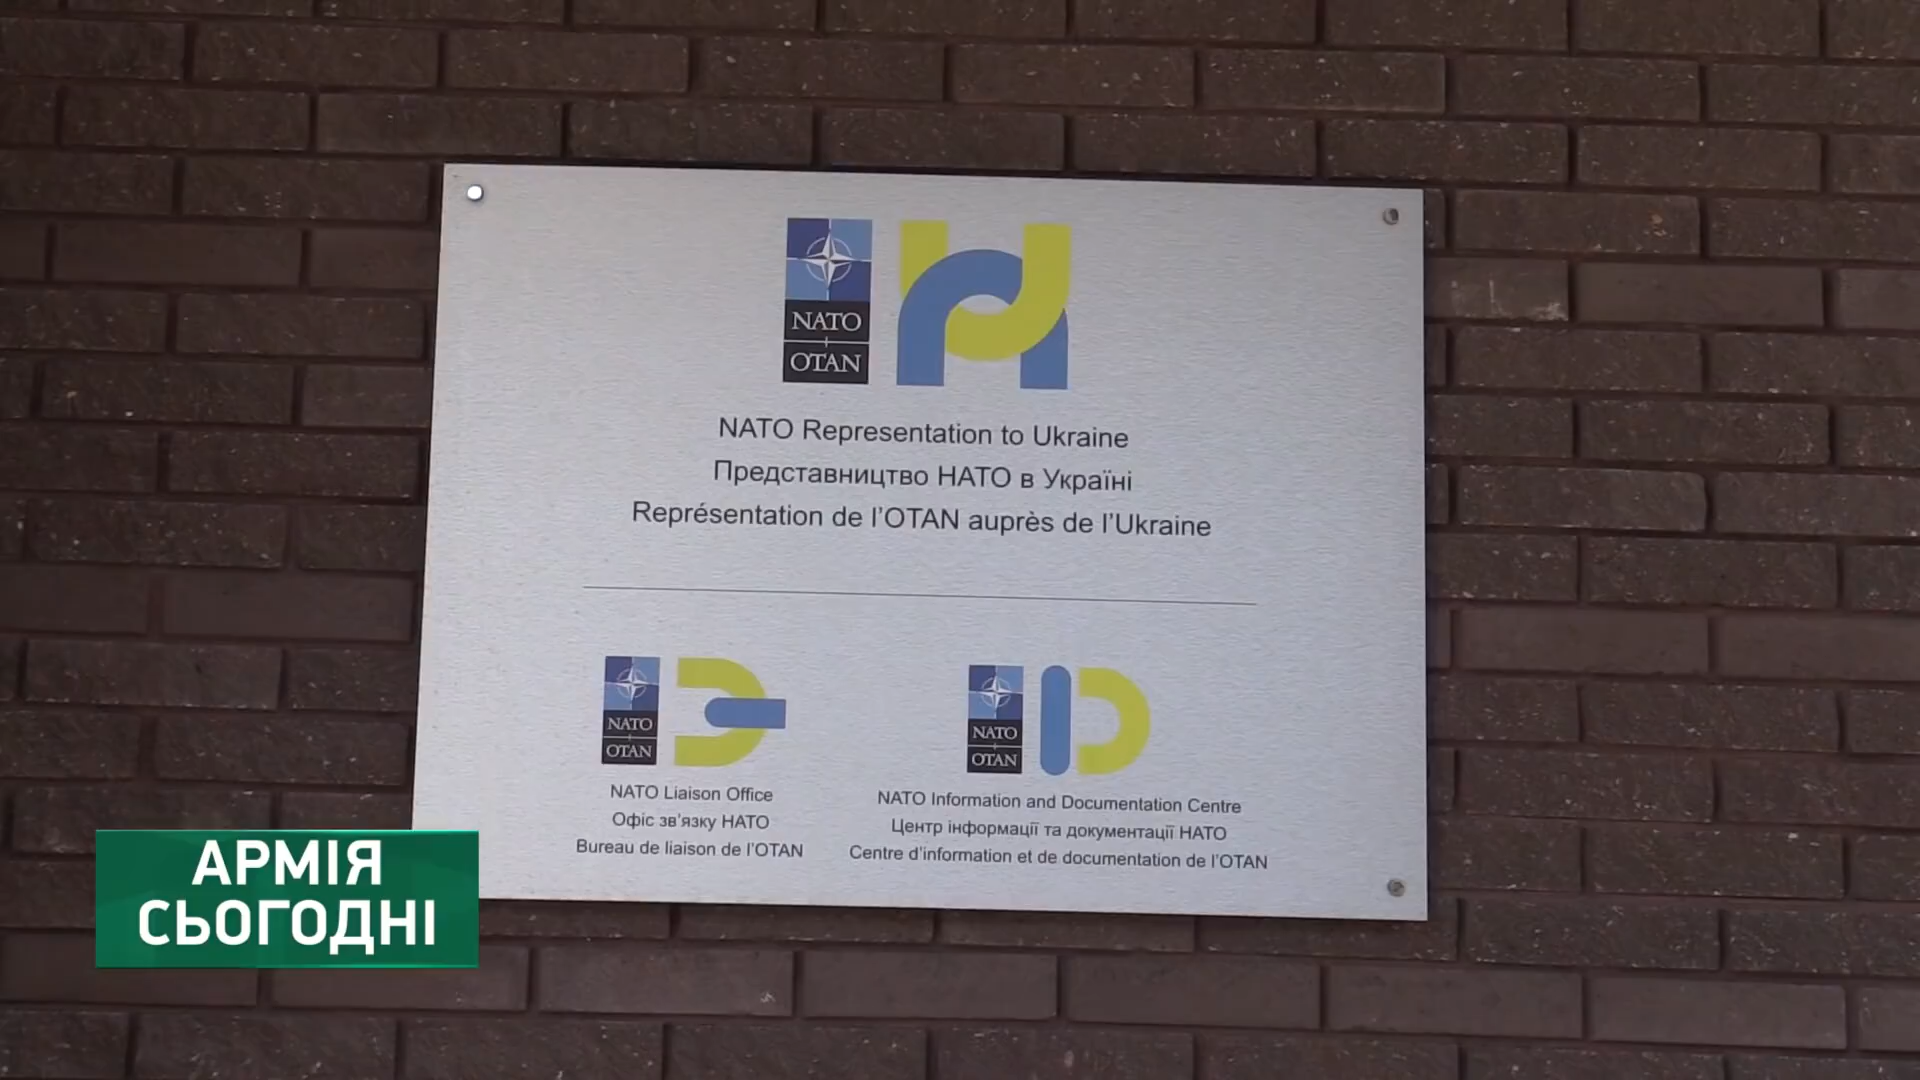 NATO
OTAN
NATO Representation to Ukraine
Представництво НАТО в Україні
Représentation de l'OTAN auprès de l'Ukraine
NATO
OTAN
NATO Liaison Office
Офіс зв'язку НАТО
Bureau de liaison de l'OTAN
NATO
OTAN
NATO Information and Documentation Centre
Центр інформації та документації НАТО
Centre d'information et de documentation de l'OTAN
АРМІЯ
СЬОГОДНІ